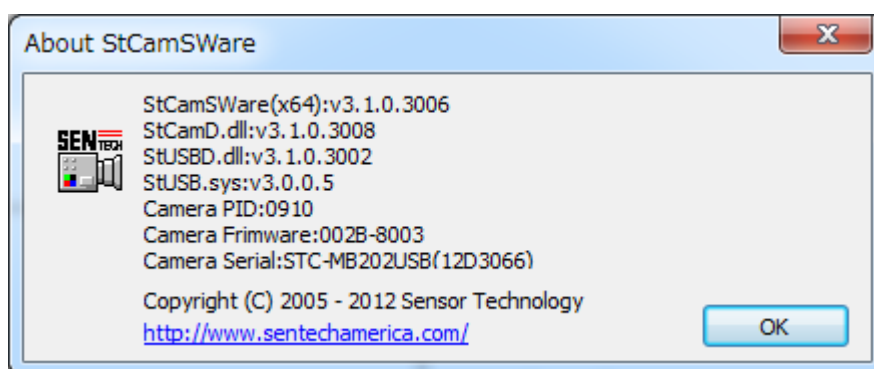 About StCamSWare
StCamSWare(x64):v3.1.0.3006
SENTECH
StCamD.dll:v3.1.0.3008
StUSBD.dll:v3.1.0.3002
StUSB.sys:v3.0.0.5
Camera PID:0910
Camera Frimware:002B-8003
Camera Serial:STC-MB202USB(12D3066)
Copyright (C) 2005 - 2012 Sensor Technology
http://www.sentechamerica.com/
OK